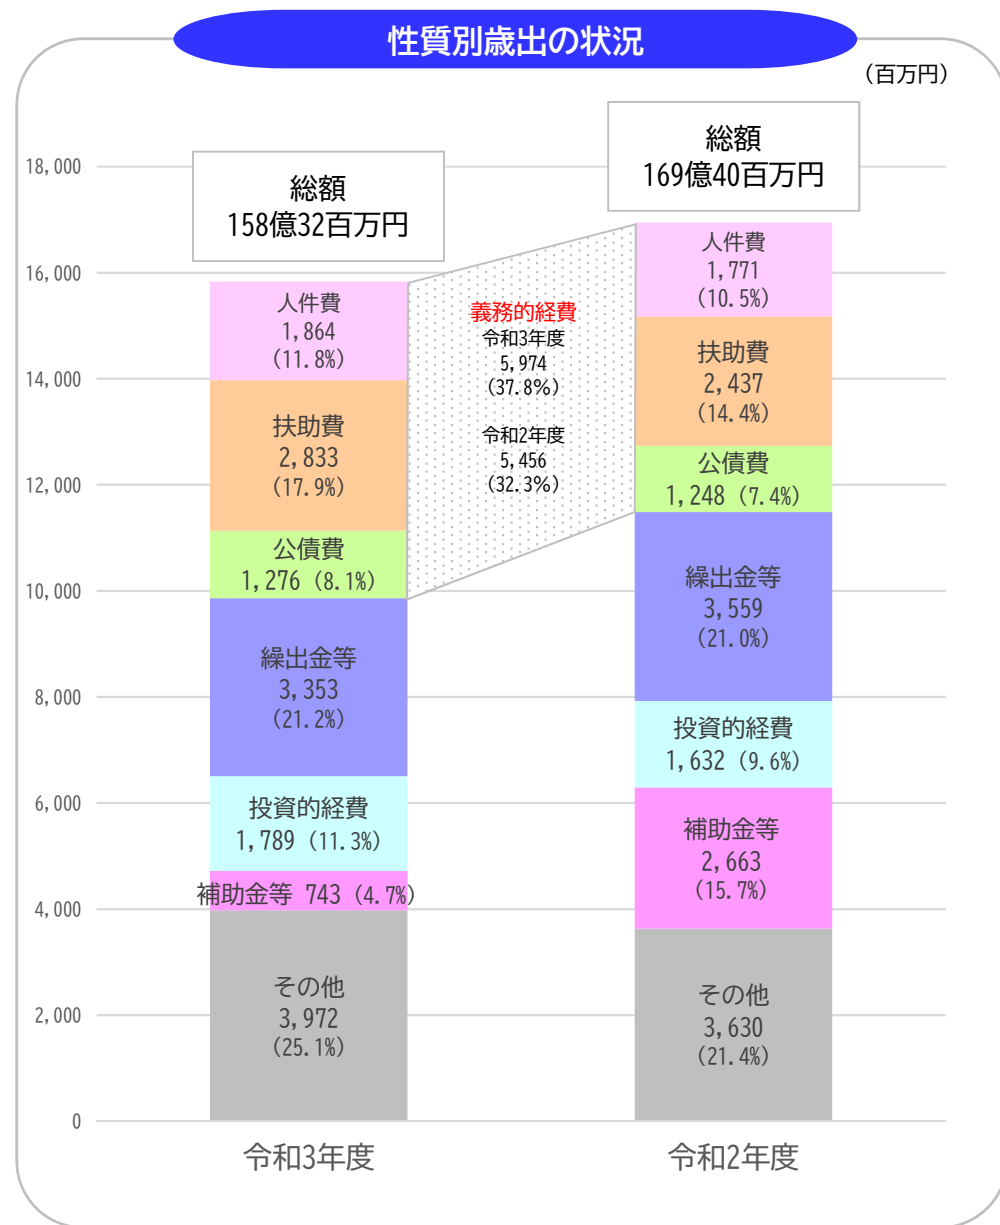 性質別歳出の状況
（百万円）
総額
158億32百万円
総額
169億40百万円
18,000
16,000
14,000
12,000
10,000
8,000
6,000
4,000
2,000
0
人件費
1,864
（11.8%）
扶助費
2,833
（17.9%）
公債費
1,276（8.1%）
繰出金等
3,353
（21.2%）
投資的経費
1,789（11.3%）
補助金等 743（4.7%）
その他
3,972
（25.1%）
令和3年度
義務的経費
令和3年度
5,974
（37.8%）
令和2年度
5,456
（32.3%）
人件費
1,771
（10.5%）
扶助費
2,437
（14.4%）
公債費
1,248（7.4%）
繰出金等
3,559
（21.0%）
投資的経費
1,632（9.6%）
補助金等
2,663
（15.7%）
その他
3,630
（21.4%）
令和2年度